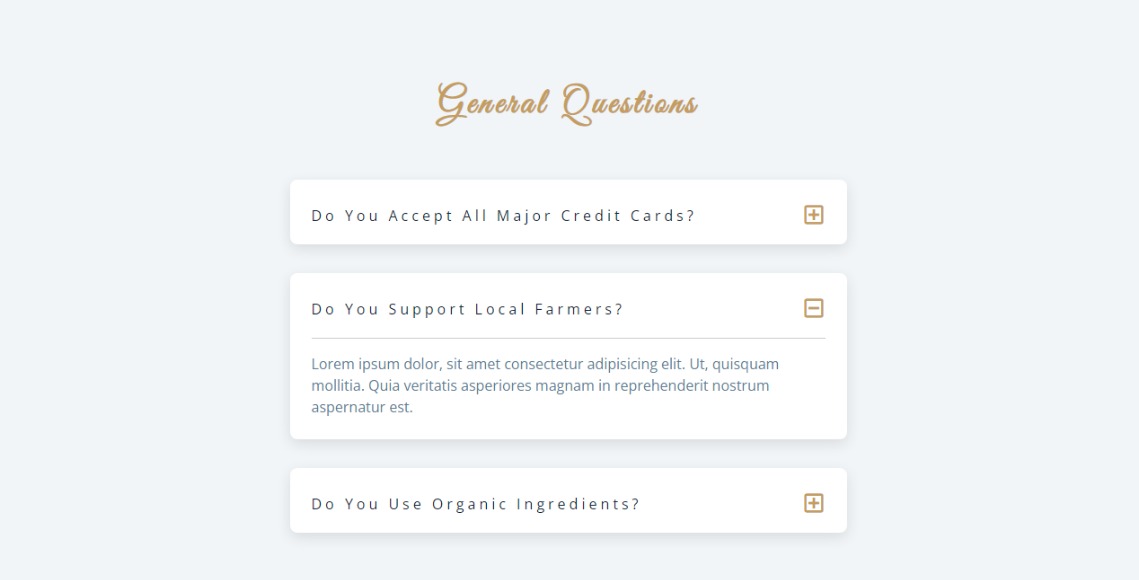 General Questions
Do You Accept All Major Credit Cards?
Do You Support Local Farmers?
Lorem ipsum dolor, sit amet consectetur adipisicing elit. Ut, quisquam
mollitia. Quia veritatis asperiores magnam in reprehenderit nostrum
aspernatur est.
Do You Use Organic Ingredients?